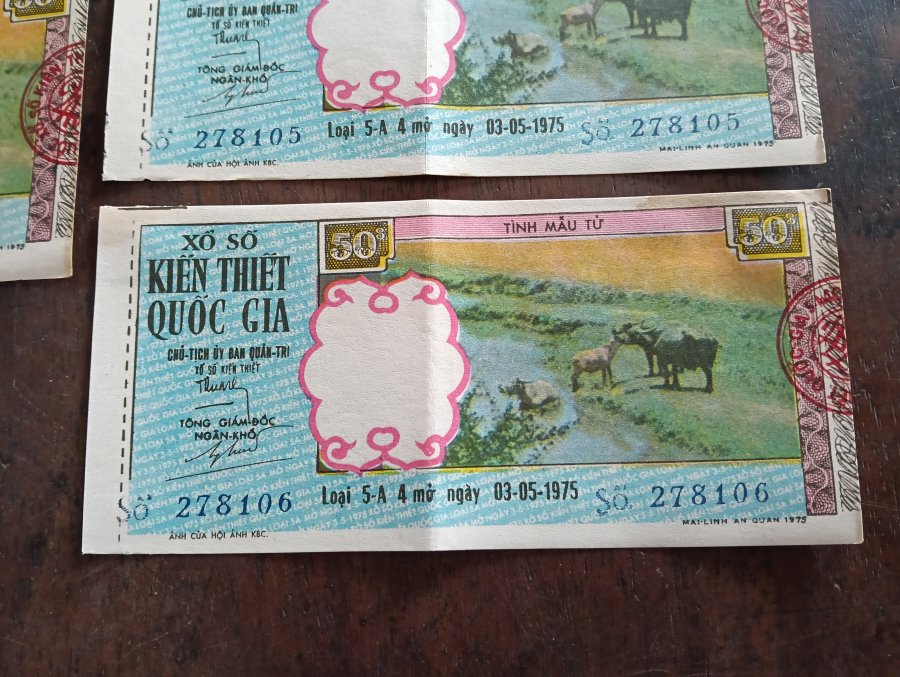 50
CHỦ-TỊCH ỦY BAN QUẢN-TRỊ
XỔ SỐ KIẾN THIẾT
TỔNG GIÁM-ĐỐC
NGÂN-KHỐ
Số 278105 Loại 5-A 4 mở ngày 03-05-1975 Số 278105
ẢNH CỦA HỘI ẢNH KBC. MAI-LINH AN QUÁN 1975
1975
XỔ SỐ
KIẾN THIẾT
QUỐC GIA
CHỦ-TỊCH ỦY BAN QUẢN-TRỊ
XỔ SỐ KIẾN THIẾT
TỔNG GIÁM-ĐỐC
NGÂN-KHỐ
50đ TÌNH MẪU TỬ 50đ
Số 278106 Loại 5-A 4 mở ngày 03-05-1975 Số 278106
ẢNH CỦA HỘI ẢNH KBC. MAI-LINH AN QUÁN 1975